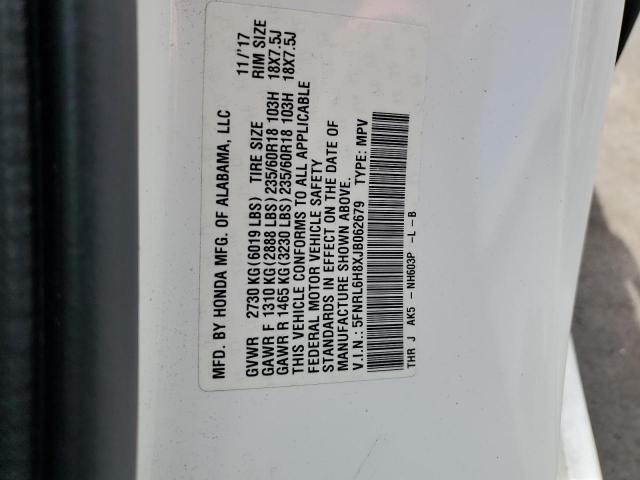 MFD. BY HONDA MFG. OF ALABAMA, LLC 11/'17
GVWR 2730 KG(6019 LBS) TIRE SIZE RIM SIZE
GAWR F 1310 KG(2888 LBS) 235/60R18 103H 18X7.5J
GAWR R 1465 KG(3230 LBS) 235/60R18 103H 18X7.5J
THIS VEHICLE CONFORMS TO ALL APPLICABLE
FEDERAL MOTOR VEHICLE SAFETY
STANDARDS IN EFFECT ON THE DATE OF
MANUFACTURE SHOWN ABOVE.
V.I.N.: 5FNRL6H8XJB062679 TYPE: MPV
THR J AK5 - NH603P -L -B